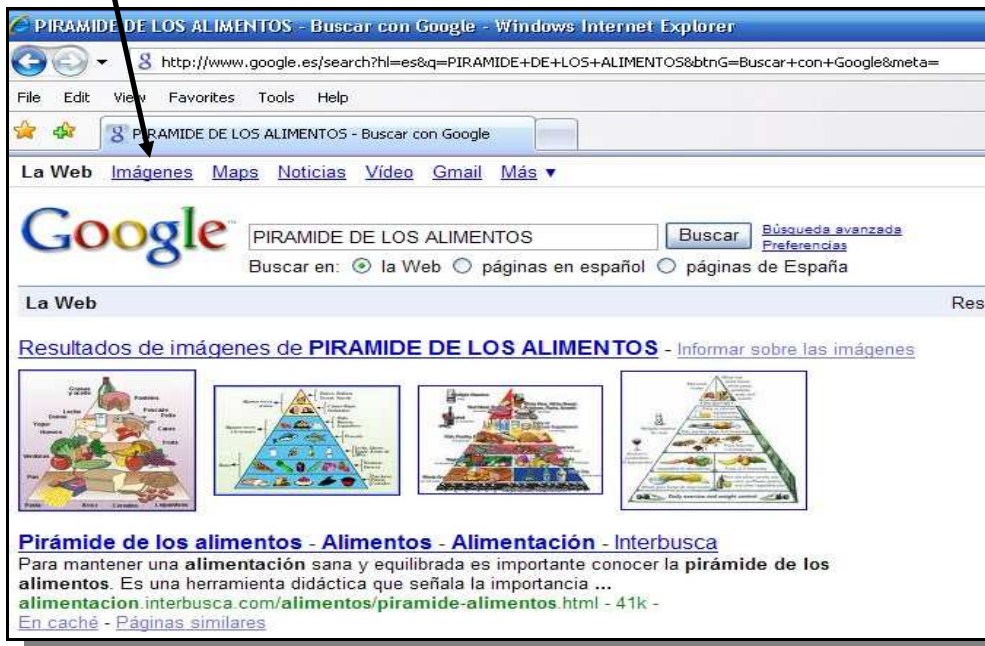 PIRAMIDE DE LOS ALIMENTOS - Buscar con Google - Windows Internet Explorer
http://www.google.es/search?hl=es&q=PIRAMIDE+DE+LOS+ALIMENTOS&btnG=Buscar+con+Google&meta=
File Edit View Favorites Tools Help
PIRAMIDE DE LOS ALIMENTOS - Buscar con Google
La Web Imágenes Maps Noticias Vídeo Gmail Más ▼
Google™ PIRAMIDE DE LOS ALIMENTOS Buscar Búsqueda avanzada
Preferencias
Buscar en: la Web páginas en español páginas de España
La Web Res
Resultados de imágenes de PIRAMIDE DE LOS ALIMENTOS - Informar sobre las imágenes
Pirámide de los alimentos - Alimentos - Alimentación - Interbusca
Para mantener una alimentación sana y equilibrada es importante conocer la pirámide de los
alimentos. Es una herramienta didáctica que señala la importancia ...
alimentacion.interbusca.com/alimentos/piramide-alimentos.html - 41k -
En caché - Páginas similares